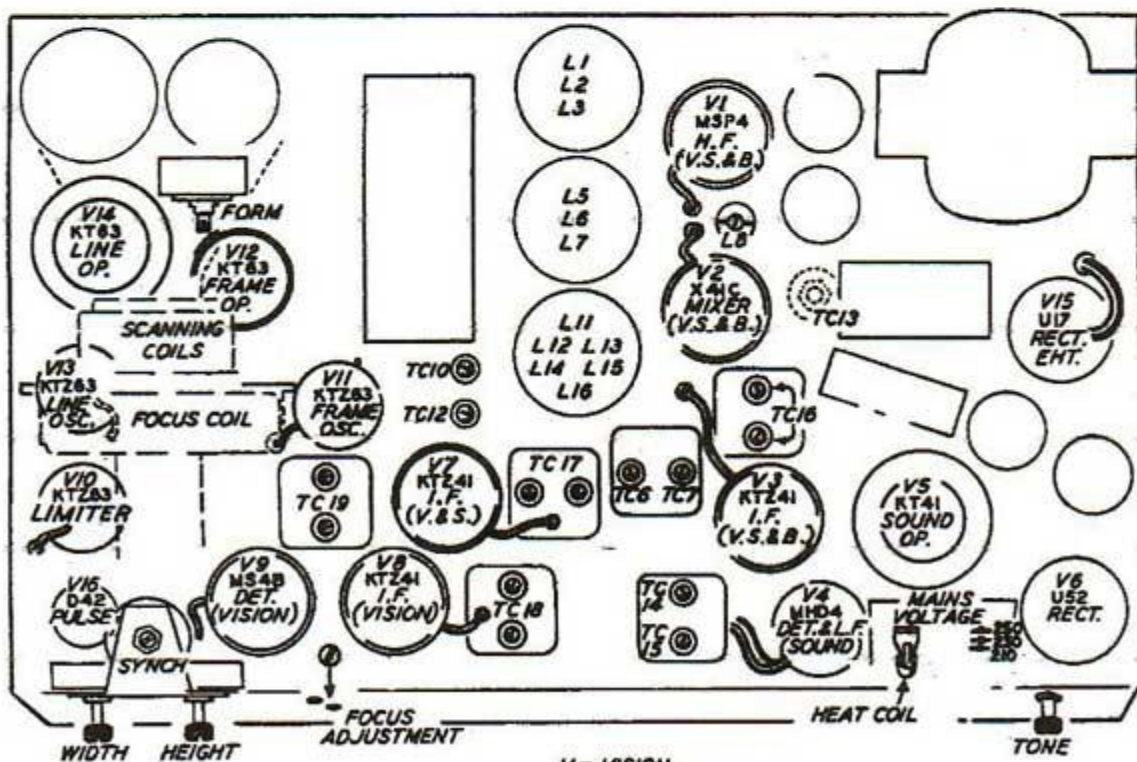 L1
L2
L3
V1
MSP4
H.F.
(V.S.&B.)
L5
L6
L7
FORM
V14
KT63
LINE
OP.
V12
KT63
FRAME
OP.
L8
V2
X41C
MIXER
(V.S.&B.)
TC13
V15
U17
RECT.
EHT.
SCANNING
COILS
L11
L12 L13
L14 L15
L16
V13
KTZ63
LINE
OSC.
FOCUS COIL
V11
KTZ63
FRAME
OSC.
TC10
TC12
TC16
V10
KTZ63
LIMITER
TC19
V7
KTZ41
I.F.
(V.&S.)
TC17
TC6 TC7
V3
KTZ41
I.F.
(V.S.&B.)
V5
KT41
SOUND
OP.
V16
D42
PULSE
V9
MS4B
DET.
(VISION)
V8
KTZ41
I.F.
(VISION)
TC18
TC
14
TC
15
V4
MHD4
DET.& L.F.
(SOUND)
MAINS
VOLTAGE
210
V6
U52
RECT.
SYNCH
FOCUS
ADJUSTMENT
HEAT COIL
WIDTH
HEIGHT
TONE